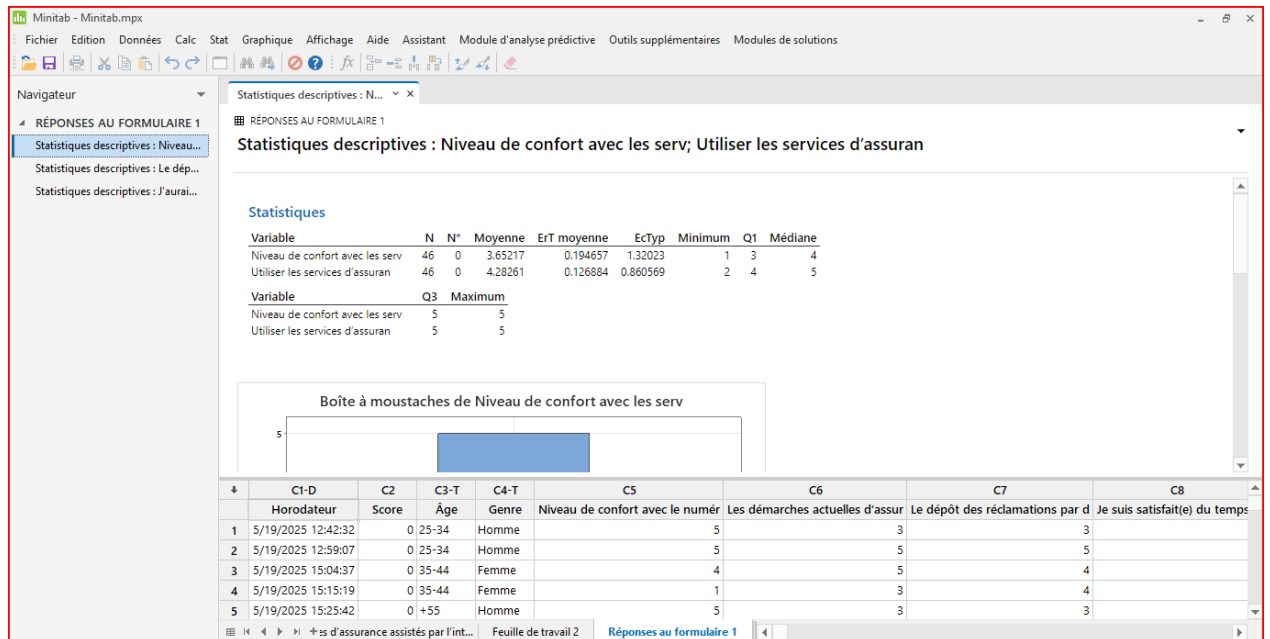 Minitab - Minitab.mpx
Fichier Edition Données Calc Stat Graphique Affichage Aide Assistant Module d'analyse prédictive Outils supplémentaires Modules de solutions
fx
Navigateur
RÉPONSES AU FORMULAIRE 1
Statistiques descriptives : Niveau...
Statistiques descriptives : Le dép...
Statistiques descriptives : J'aurai...
Statistiques descriptives : N...
RÉPONSES AU FORMULAIRE 1
Statistiques descriptives : Niveau de confort avec les serv; Utiliser les services d'assuran
Statistiques
Variable N N* Moyenne ErT moyenne EcTyp Minimum Q1 Médiane
Niveau de confort avec les serv 46 0 3.65217 0.194657 1.32023 1 3 4
Utiliser les services d'assuran 46 0 4.28261 0.126884 0.860569 2 4 5
Variable Q3 Maximum
Niveau de confort avec les serv 5 5
Utiliser les services d'assuran 5 5
Boîte à moustaches de Niveau de confort avec les serv
5
C1-D C2 C3-T C4-T C5 C6 C7 C8
Horodateur Score Âge Genre Niveau de confort avec le numér Les démarches actuelles d'assur Le dépôt des réclamations par d Je suis satisfait(e) du temps
1 5/19/2025 12:42:32 0 25-34 Homme 5 3 3
2 5/19/2025 12:59:07 0 25-34 Homme 5 5 5
3 5/19/2025 15:04:37 0 35-44 Femme 4 5 4
4 5/19/2025 15:15:19 0 35-44 Femme 1 3 4
5 5/19/2025 15:25:42 0 +55 Homme 5 3 3
es d'assurance assistés par l'int... Feuille de travail 2 Réponses au formulaire 1